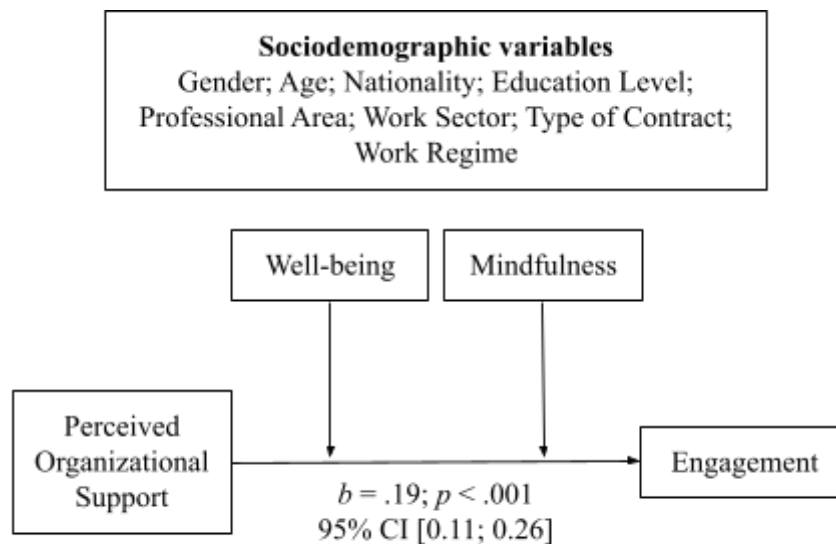 Sociodemographic variables
Gender; Age; Nationality; Education Level;
Professional Area; Work Sector; Type of Contract;
Work Regime
Well-being
Mindfulness
Perceived
Organizational
Support
Engagement
b = .19; p < .001
95% CI [0.11; 0.26]